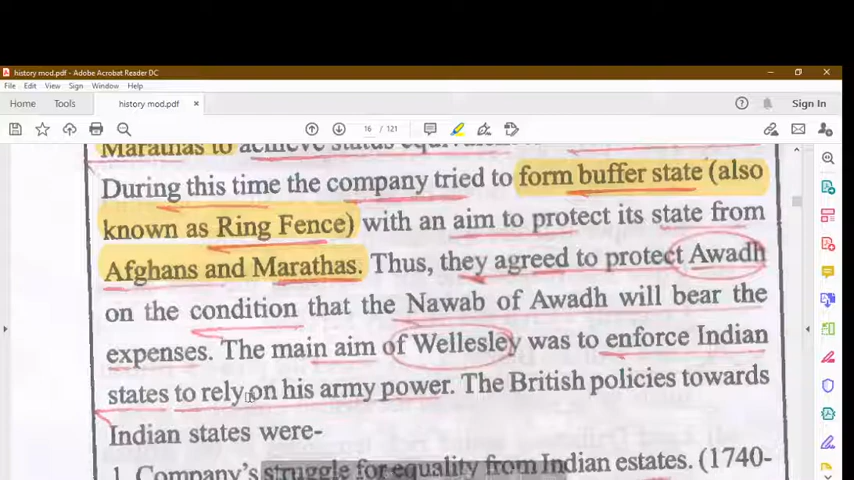 history mod.pdf - Adobe Acrobat Reader DC
File Edit View Sign Window Help
Home Tools history mod.pdf × Sign In
16 / 121
Marathas to achieve status
During this time the company tried to form buffer state (also
known as Ring Fence) with an aim to protect its state from
Afghans and Marathas. Thus, they agreed to protect Awadh
on the condition that the Nawab of Awadh will bear the
expenses. The main aim of Wellesley was to enforce Indian
states to rely on his army power. The British policies towards
Indian states were-
1. Company's struggle for equality from Indian estates. (1740-